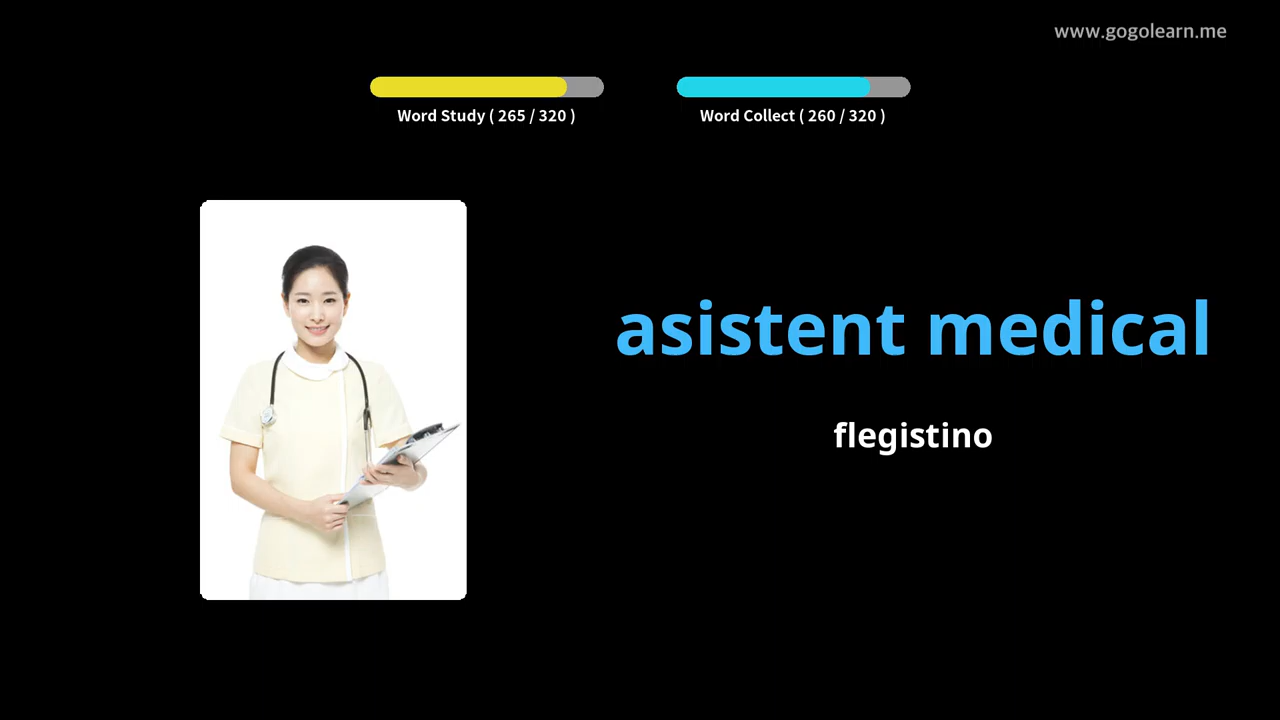 www.gogolearn.me
Word Study ( 265 / 320 )
Word Collect ( 260 / 320 )
asistent medical
flegistino